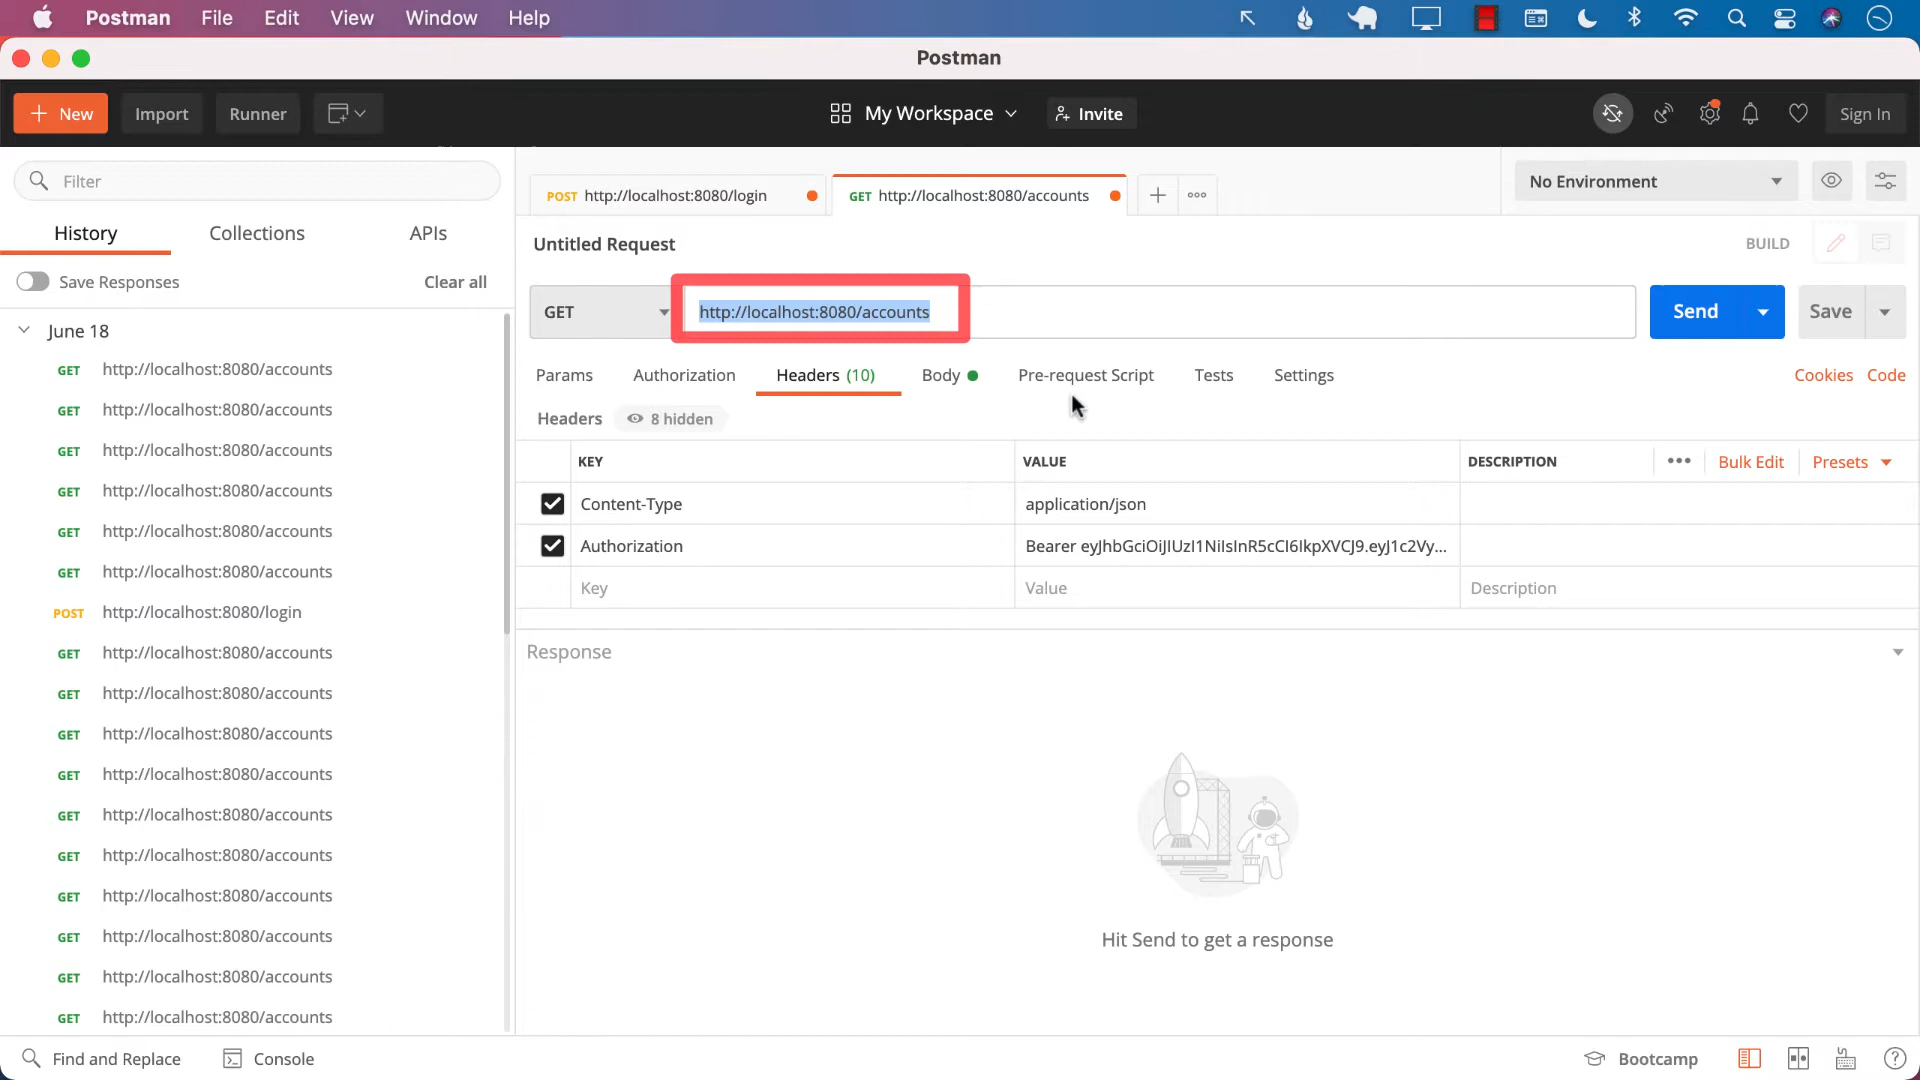 Postman File Edit View Window Help
Postman
New Import Runner My Workspace Invite Sign In
Filter
POST http://localhost:8080/login GET http://localhost:8080/accounts No Environment
History Collections APIs
Untitled Request BUILD
Save Responses Clear all
GET http://localhost:8080/accounts Send Save
June 18
GET http://localhost:8080/accounts
Params Authorization Headers (10) Body Pre-request Script Tests Settings Cookies Code
GET http://localhost:8080/accounts
Headers 8 hidden
GET http://localhost:8080/accounts
KEY VALUE DESCRIPTION Bulk Edit Presets
GET http://localhost:8080/accounts
Content-Type application/json
GET http://localhost:8080/accounts
Authorization
GET http://localhost:8080/accounts
Key Value Description
POST http://localhost:8080/login
GET http://localhost:8080/accounts
Response
GET http://localhost:8080/accounts
GET http://localhost:8080/accounts
GET http://localhost:8080/accounts
GET http://localhost:8080/accounts
GET http://localhost:8080/accounts
GET http://localhost:8080/accounts
GET http://localhost:8080/accounts
Hit Send to get a response
GET http://localhost:8080/accounts
GET http://localhost:8080/accounts
Find and Replace Console Bootcamp